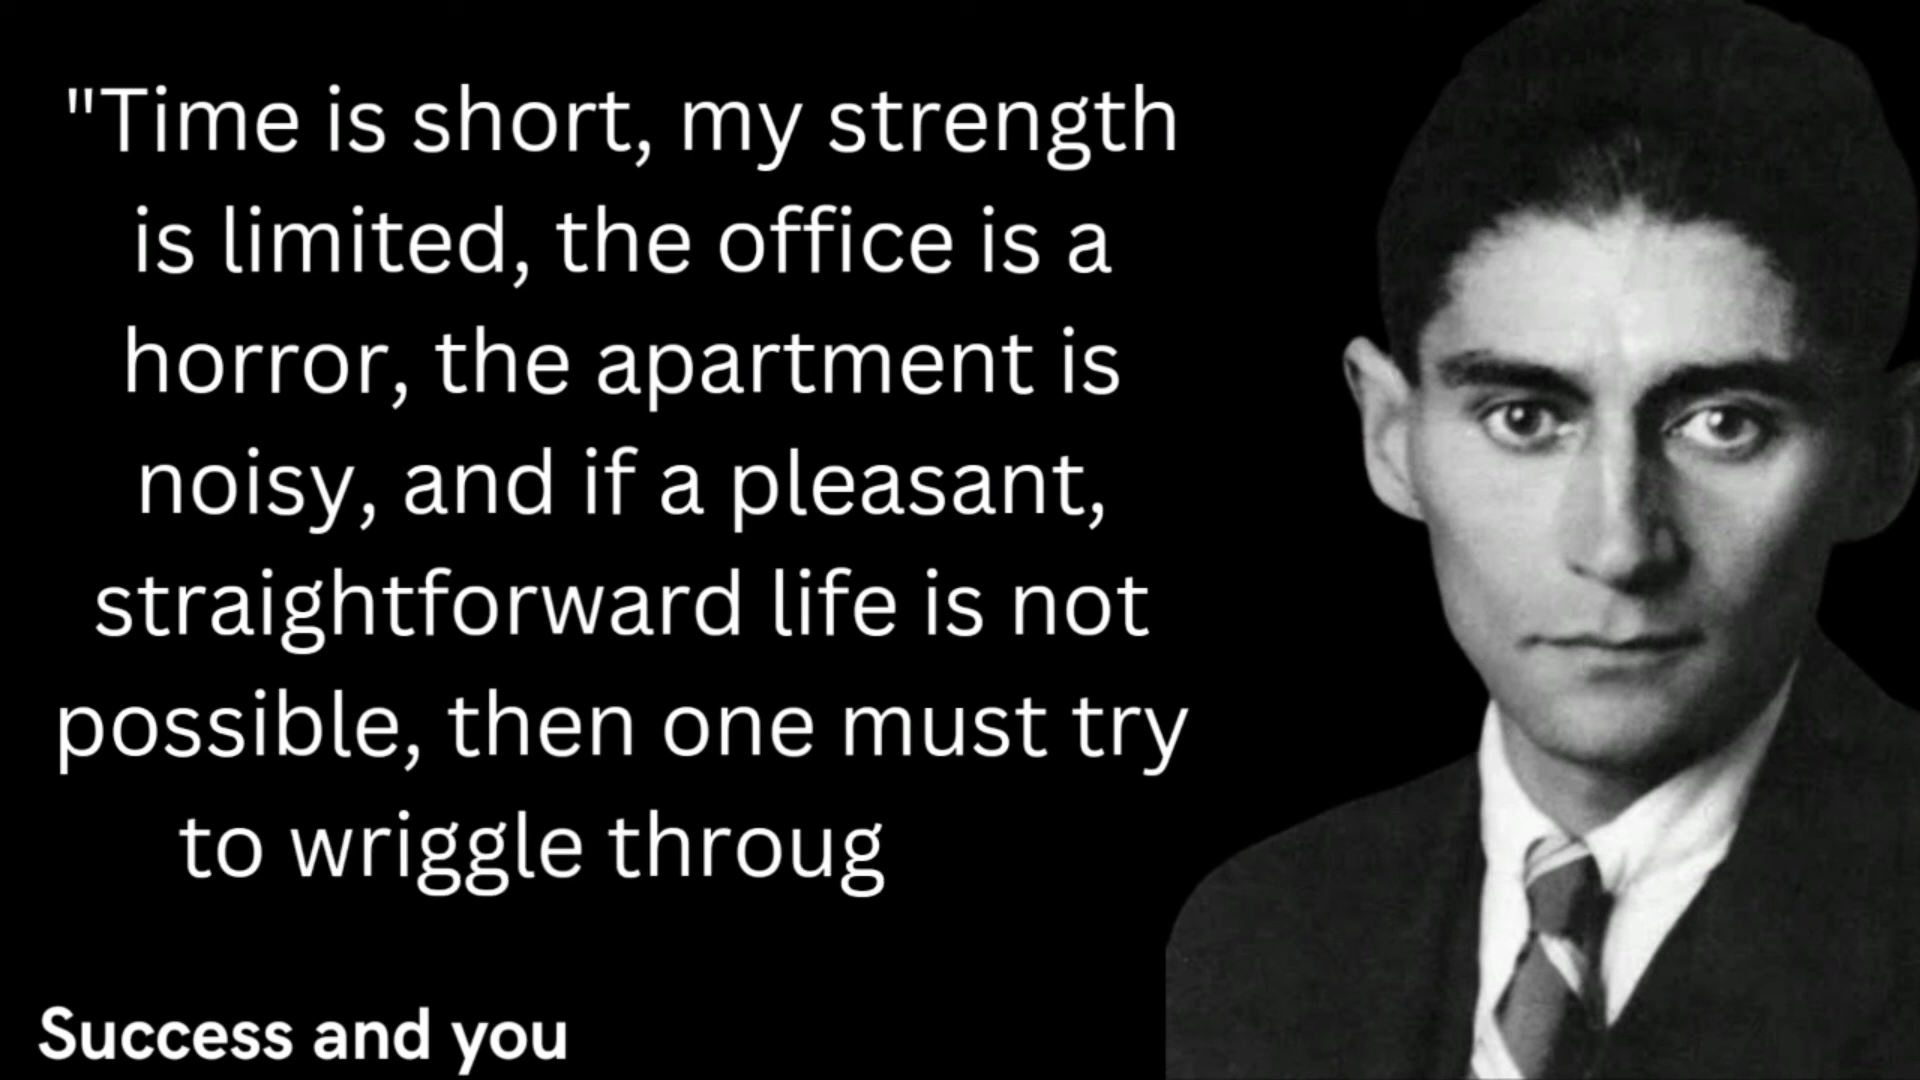 "Time is short, my strength
is limited, the office is a
horror, the apartment is
noisy, and if a pleasant,
straightforward life is not
possible, then one must try
to wriggle throug
Success and you